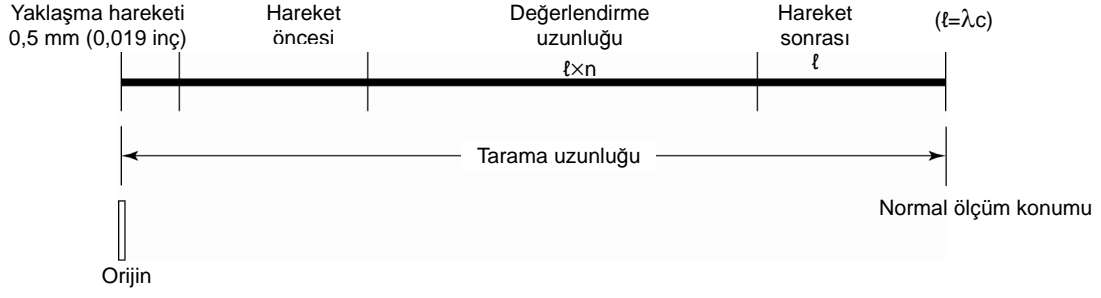 Yaklaşma hareketi
0,5 mm (0,019 inç)
Hareket
öncesi
Değerlendirme
uzunluğu
ℓ×n
Hareket
sonrası
ℓ
(ℓ=λc)
Tarama uzunluğu
Normal ölçüm konumu
Orijin